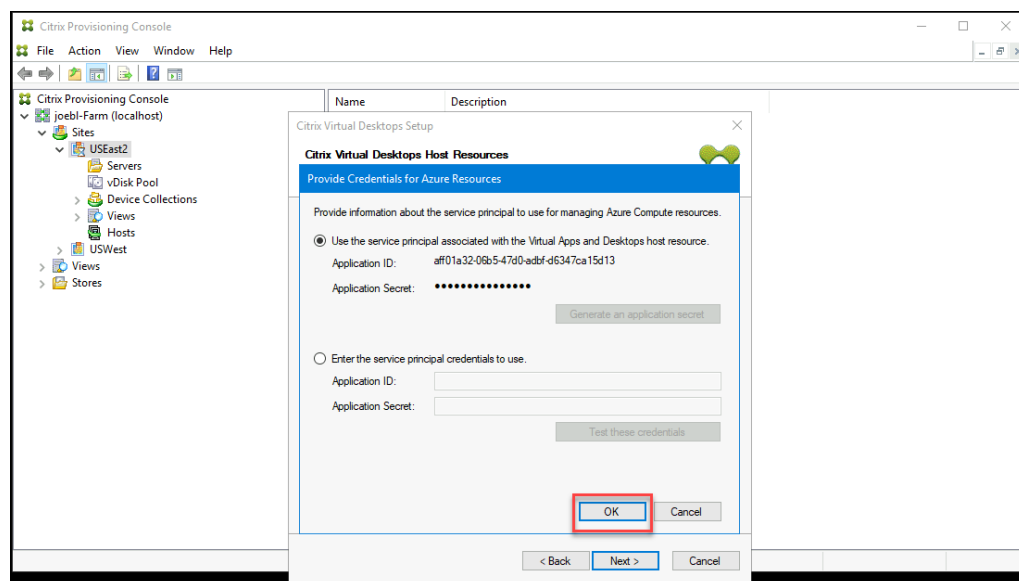 Citrix Provisioning Console
File Action View Window Help
Citrix Provisioning Console
joebl-Farm (localhost)
Sites
USEast2
Servers
vDisk Pool
Device Collections
Views
Hosts
USWest
Views
Stores
Name Description
Citrix Virtual Desktops Setup
Citrix Virtual Desktops Host Resources
Provide Credentials for Azure Resources
Provide information about the service principal to use for managing Azure Compute resources.
Use the service principal associated with the Virtual Apps and Desktops host resource.
Application ID: aff01a32-06b5-47d0-adbf-d6347ca15d13
Application Secret: •••••••••••••••
Generate an application secret
Enter the service principal credentials to use.
Application ID:
Application Secret:
Test these credentials
OK Cancel
< Back Next > Cancel